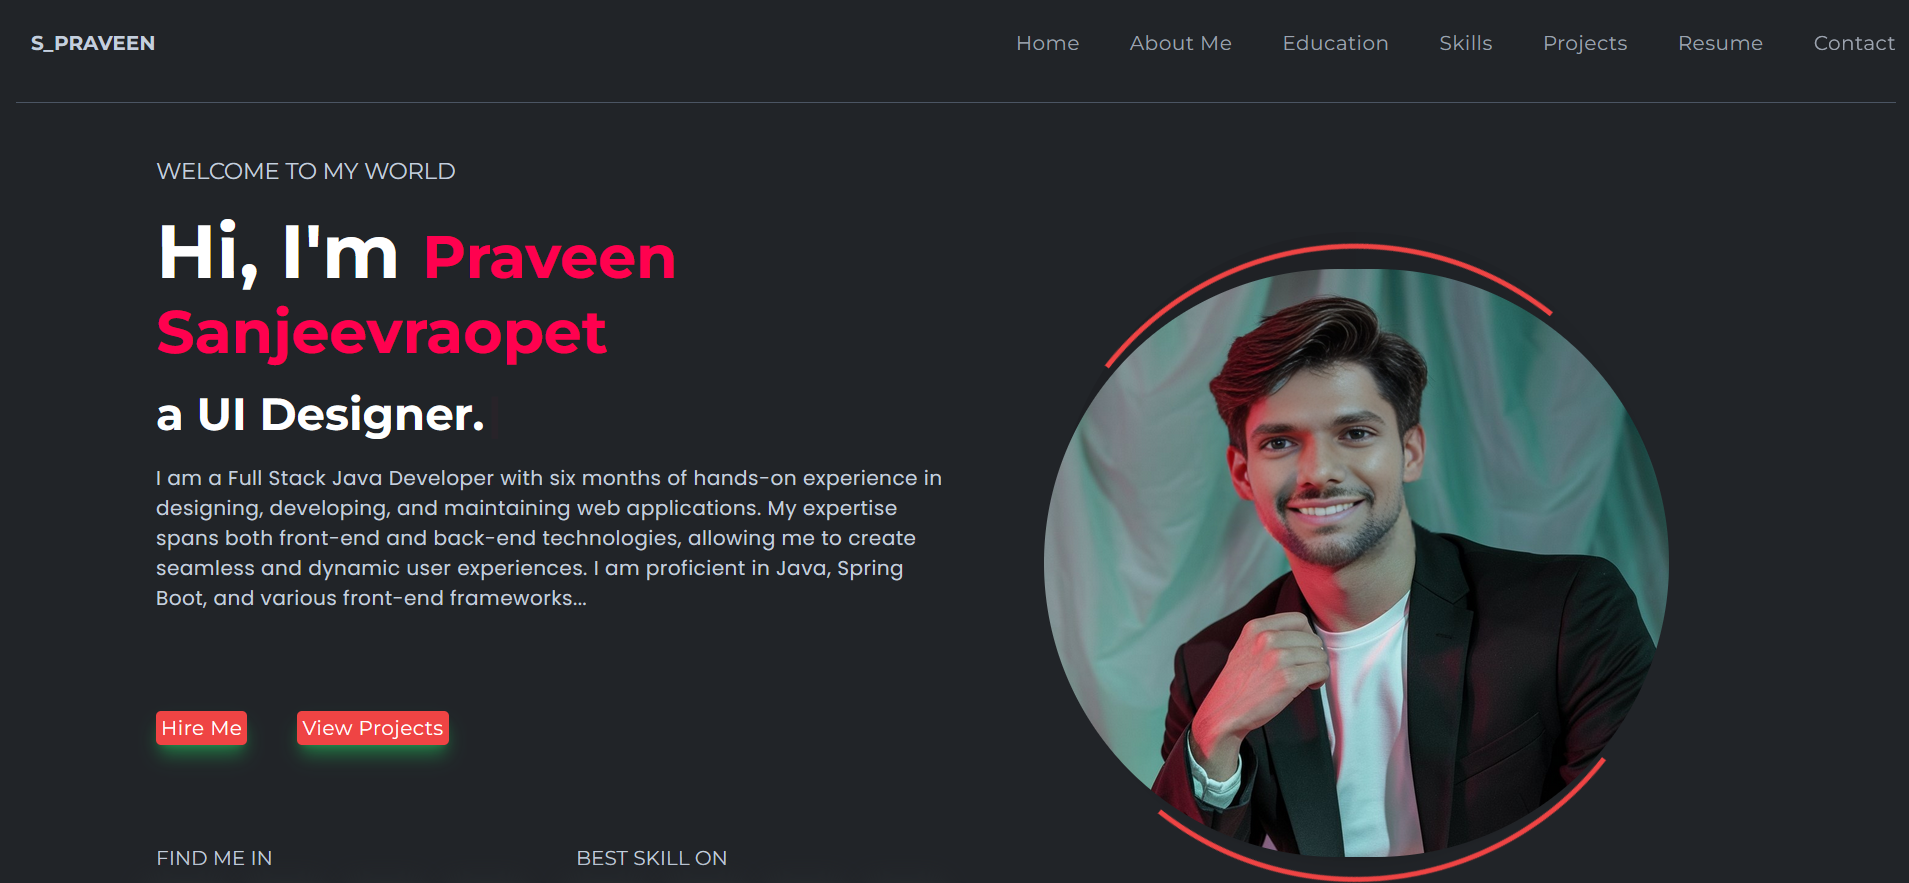 S_PRAVEEN
Home About Me Education Skills Projects Resume Contact
WELCOME TO MY WORLD
Hi, I'm Praveen
Sanjeevraopet
a UI Designer.
I am a Full Stack Java Developer with six months of hands-on experience in
designing, developing, and maintaining web applications. My expertise
spans both front-end and back-end technologies, allowing me to create
seamless and dynamic user experiences. I am proficient in Java, Spring
Boot, and various front-end frameworks...
Hire Me View Projects
FIND ME IN BEST SKILL ON